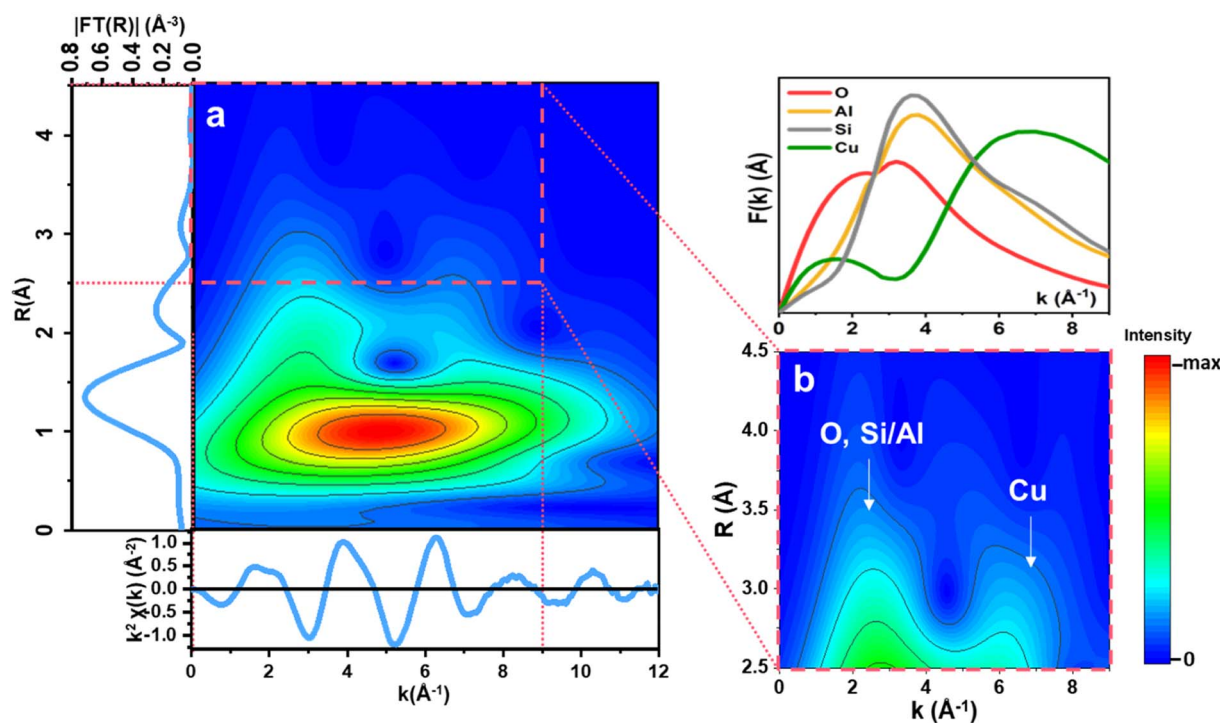 |FT(R)| (Å⁻³)
0.8
0.6
0.4
0.2
0.0
a
4
3
2
1
0
R(Å)
1.0
0.5
0.0
-0.5
-1.0
k² χ(k) (Å⁻²)
0 2 4 6 8 10 12
k(Å⁻¹)
O
Al
Si
Cu
F(k) (Å)
k (Å⁻¹)
0 2 4 6 8
b
O, Si/Al
Cu
4.5
4.0
3.5
3.0
2.5
R (Å)
0 2 4 6 8
k (Å⁻¹)
Intensity
max
0